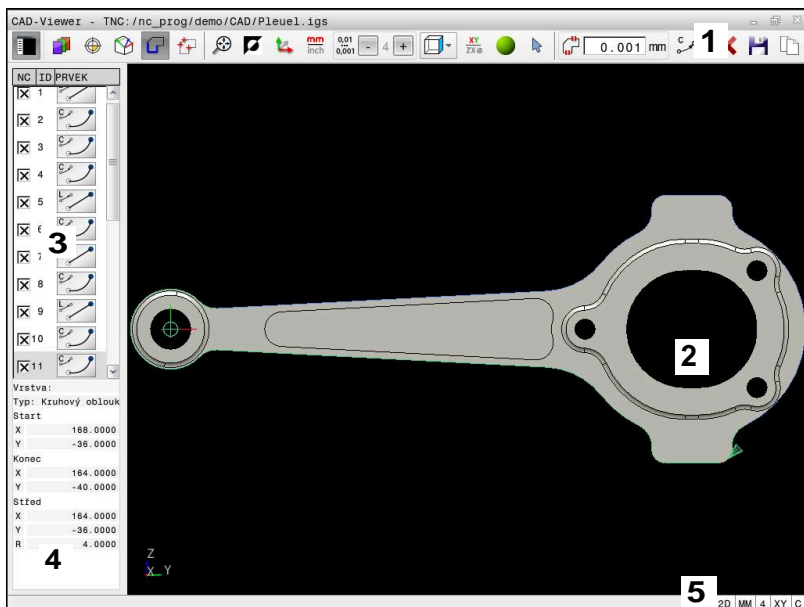 CAD-Viewer - TNC:/nc_prog/demo/CAD/Pleuel.igs
mm
inch
0,01
0,001
- 4 +
XY
ZX⊕
0.001 mm
C
1
NC ID PRVEK
1
2 C
3 C
4 C
5 L
6 C
7
8 C
9 L
10 C
11 C
3
2
Vrstva:
Typ: Kruhový oblouk
Start
X 168.0000
Y -36.0000
Konec
X 164.0000
Y -40.0000
Střed
X 164.0000
Y -36.0000
R 4.0000
4
Z
X Y
5
2D MM 4 XY C